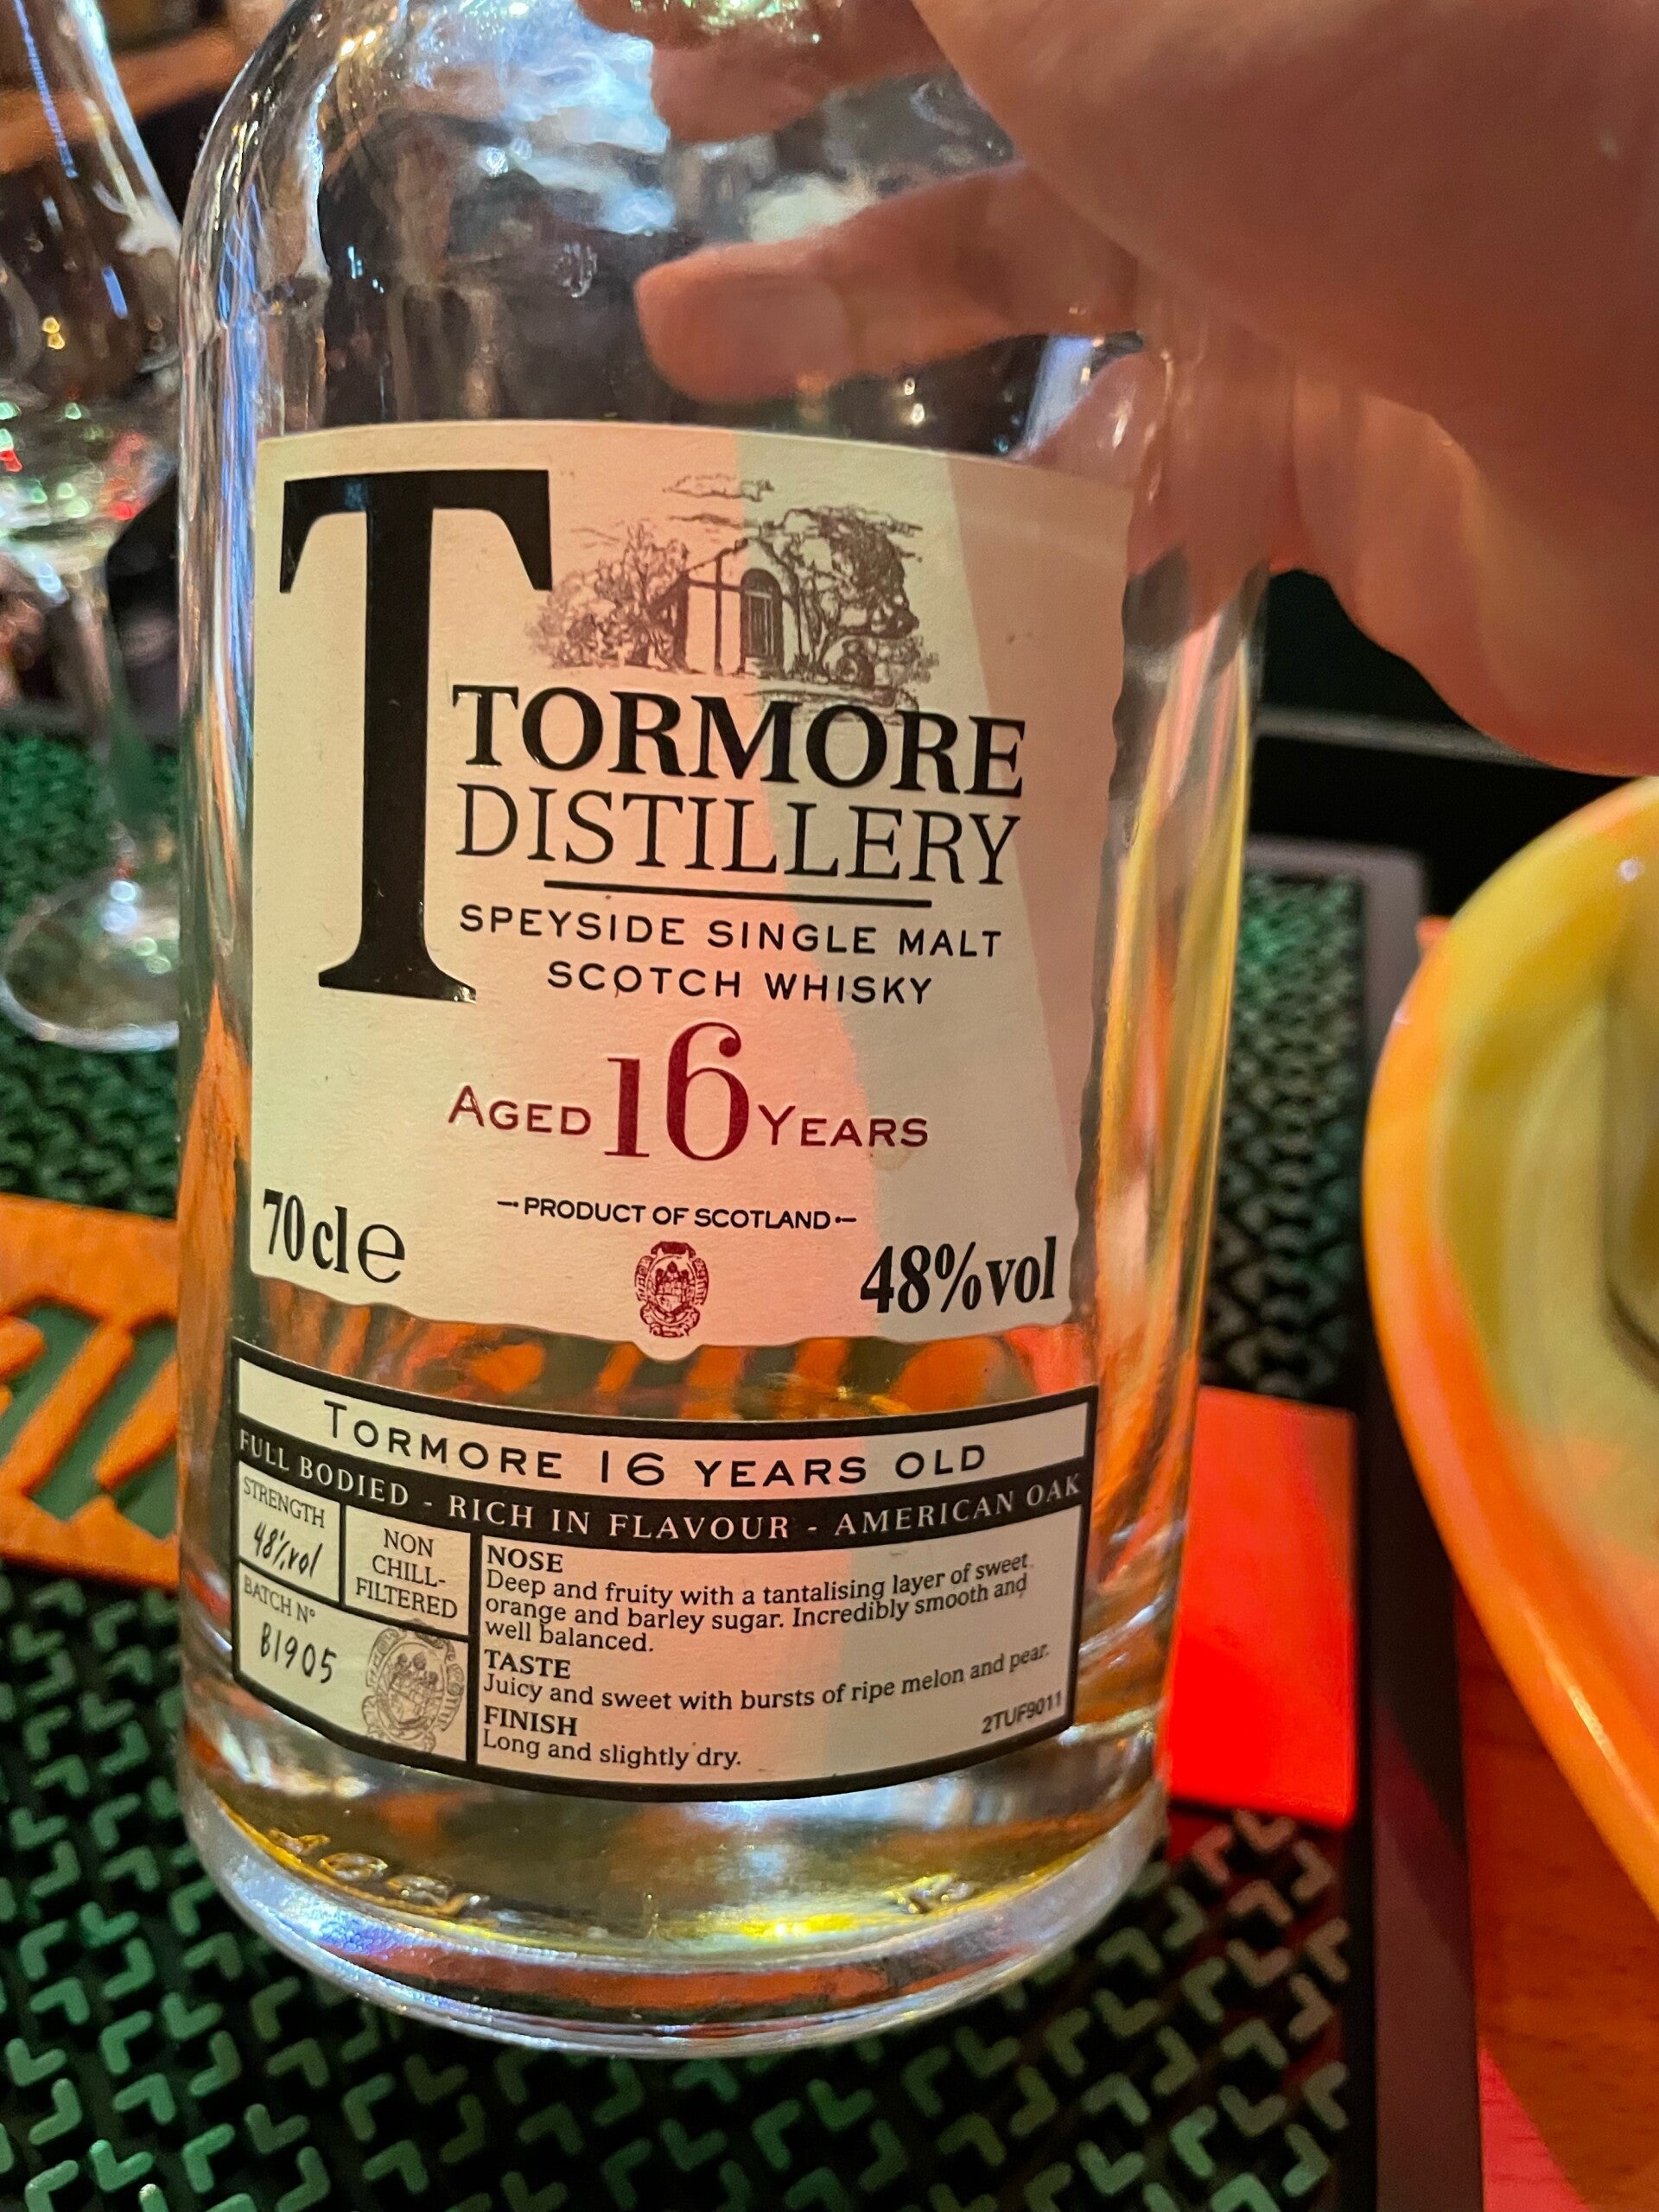 T
TORMORE
DISTILLERY
SPEYSIDE SINGLE MALT
SCOTCH WHISKY
AGED 16 YEARS
PRODUCT OF SCOTLAND
70cl e
48%vol
TORMORE 16 YEARS OLD
FULL BODIED - RICH IN FLAVOUR - AMERICAN OAK
STRENGTH
48%vol
NON
CHILL-
FILTERED
BATCH Nº
B1905
NOSE
Deep and fruity with a tantalising layer of sweet
orange and barley sugar. Incredibly smooth and
well balanced.
TASTE
Juicy and sweet with bursts of ripe melon and pear.
FINISH
Long and slightly dry.
2TUF9011